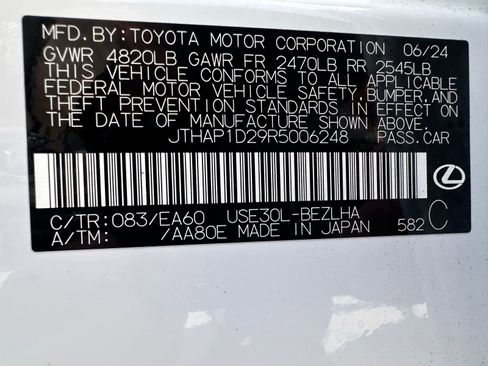 MFD. BY: TOYOTA MOTOR CORPORATION 06/24
GVWR 4820LB GAWR FR 2470LB RR 2545LB
THIS VEHICLE CONFORMS TO ALL APPLICABLE
FEDERAL MOTOR VEHICLE SAFETY, BUMPER, AND
THEFT PREVENTION STANDARDS IN EFFECT ON
THE DATE OF MANUFACTURE SHOWN ABOVE.
JTHAP1D29R5006248 PASS.CAR
C/TR: 083/EA60 USE30L-BEZLHA
A/TM: /AA80E MADE IN JAPAN 582 C